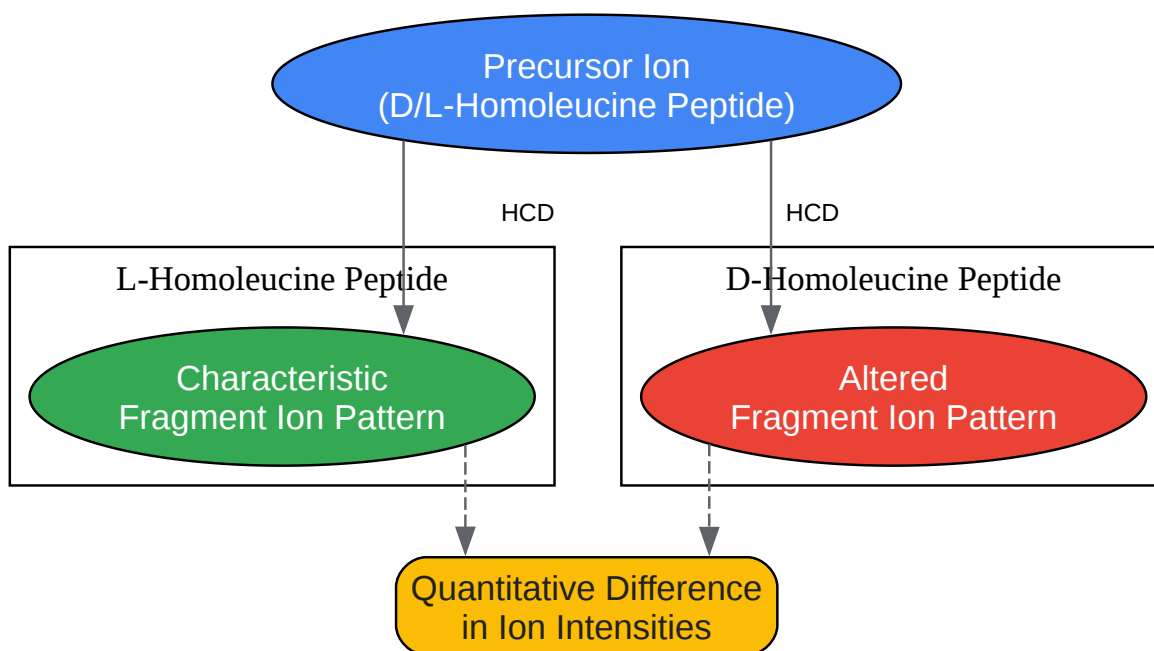 Precursor Ion
(D/L-Homoleucine Peptide)
HCD
HCD
L-Homoleucine Peptide
D-Homoleucine Peptide
Characteristic
Fragment Ion Pattern
Altered
Fragment Ion Pattern
Quantitative Difference
in Ion Intensities